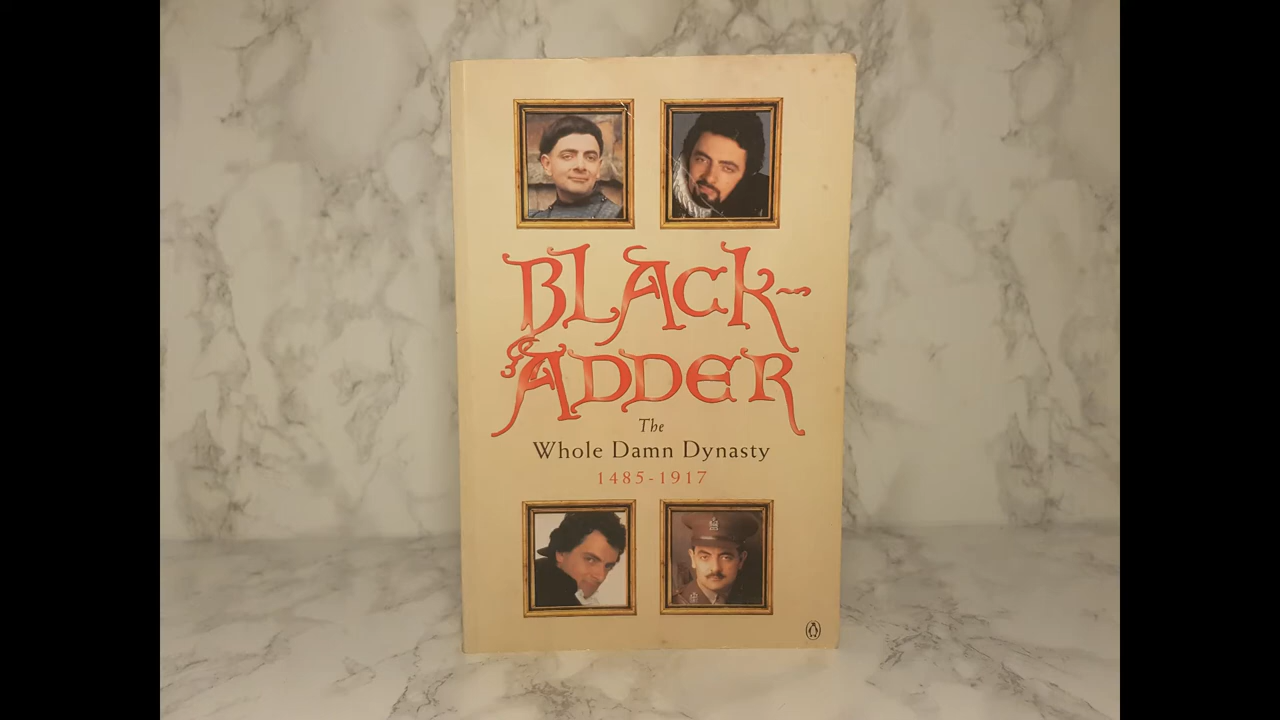 BLACK-
ADDER
The
Whole Damn Dynasty
1485-1917